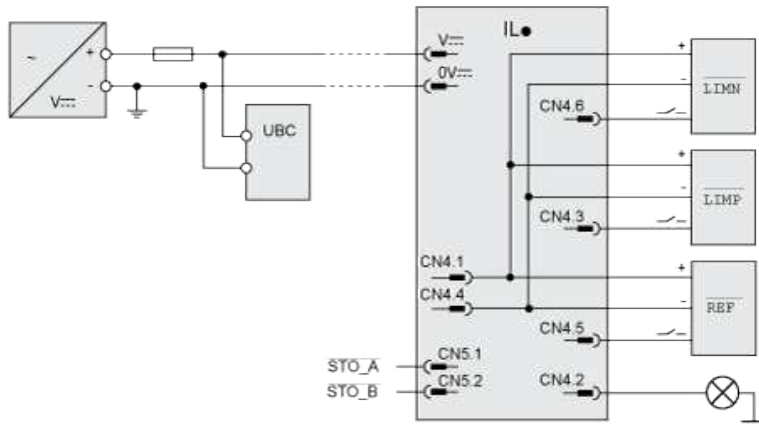 ~
+
-
V⎓
UBC
IL●
V⎓
0V⎓
CN4.6
+
-
LIMN
CN4.3
+
-
LIMP
CN4.1
CN4.4
CN4.5
+
-
REF
STO_A
CN5.1
STO_B
CN5.2
CN4.2